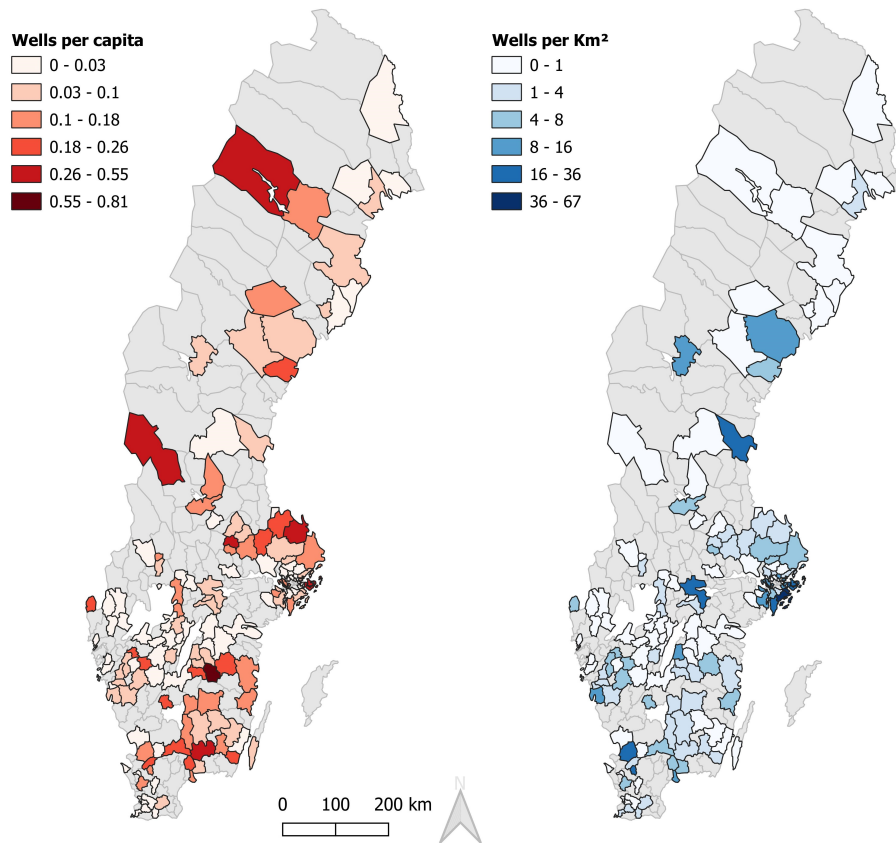 Wells per capita
0 - 0.03
0.03 - 0.1
0.1 - 0.18
0.18 - 0.26
0.26 - 0.55
0.55 - 0.81
Wells per Km²
0 - 1
1 - 4
4 - 8
8 - 16
16 - 36
36 - 67
N
0 100 200 km